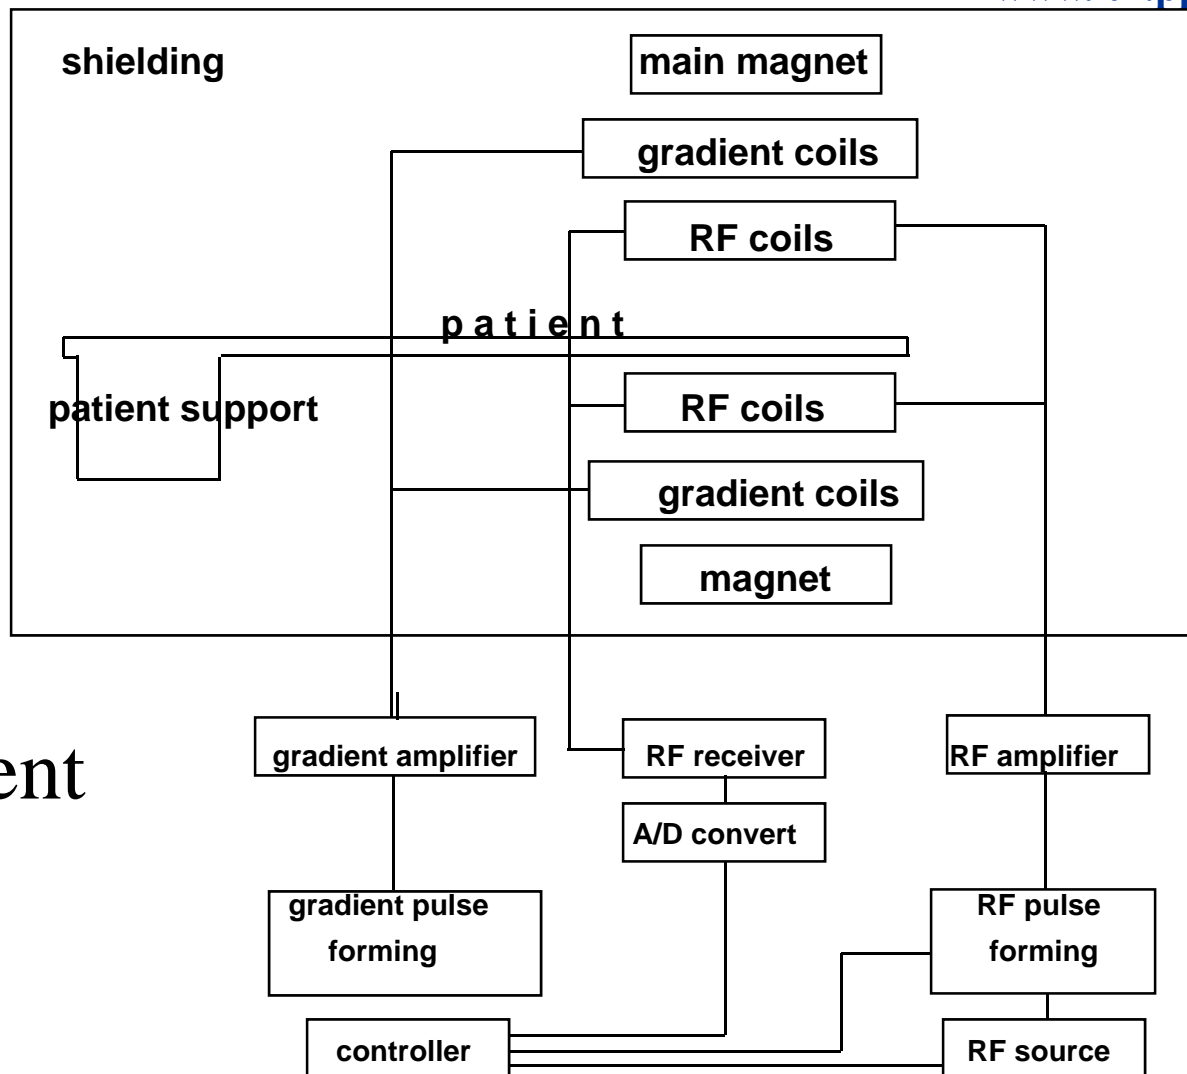 shielding
main magnet
gradient coils
RF coils
patient
patient support
RF coils
gradient coils
magnet
ent
gradient amplifier
RF receiver
RF amplifier
A/D convert
gradient pulse
forming
RF pulse
forming
controller
RF source